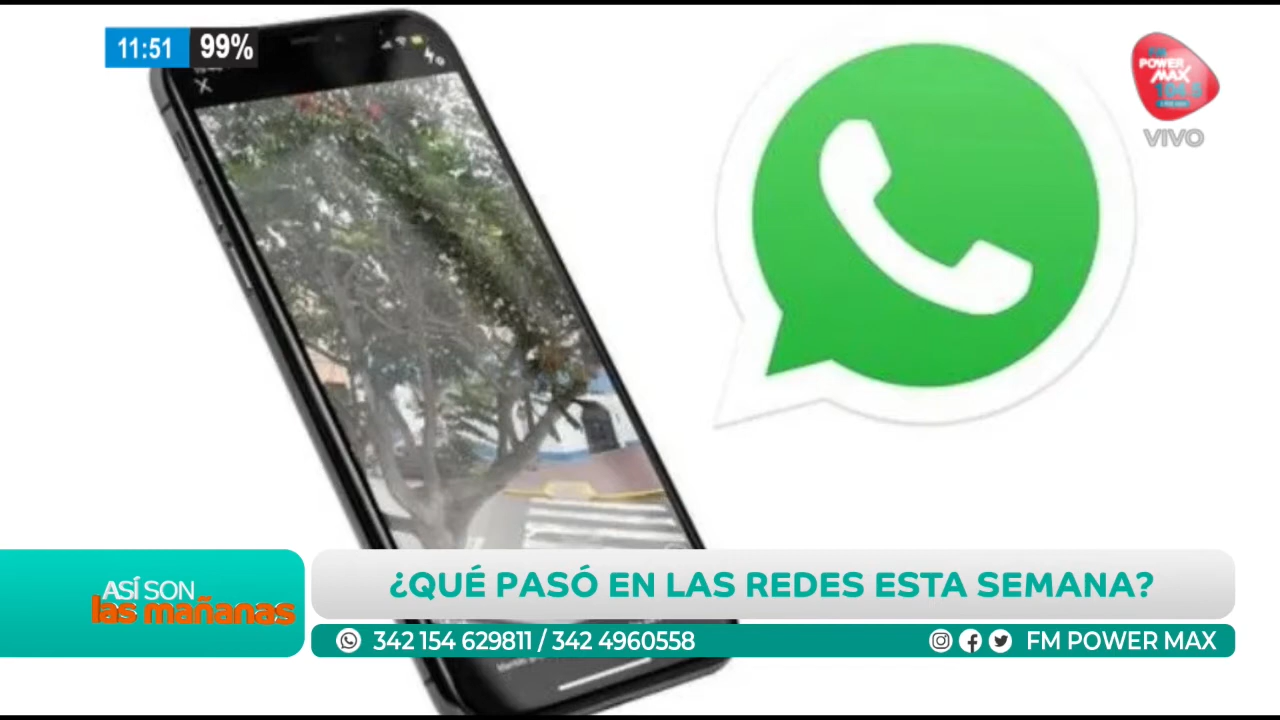 11:51 99%
FM
POWER
MAX
VIVO
ASÍ SON
las mañanas
¿QUÉ PASÓ EN LAS REDES ESTA SEMANA?
342 154 629811 / 342 4960558
FM POWER MAX